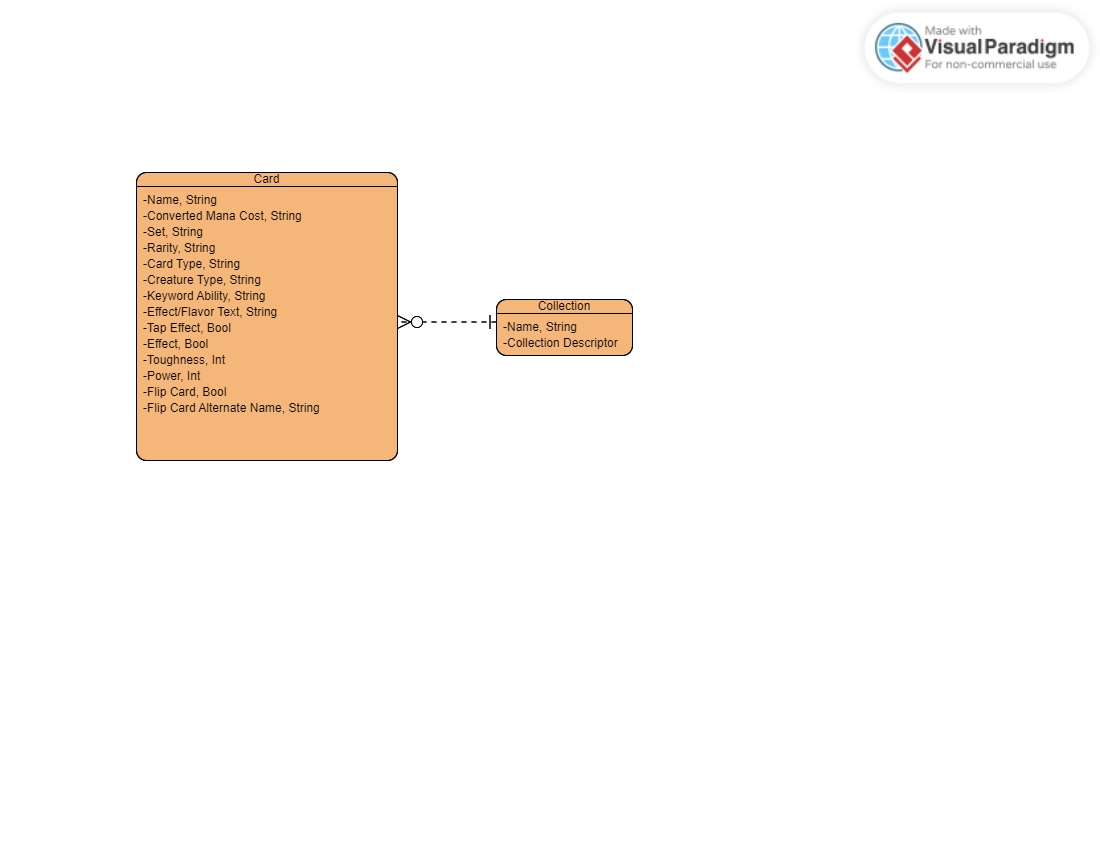 Made with
Visual Paradigm
For non-commercial use
Card
-Name, String
-Converted Mana Cost, String
-Set, String
-Rarity, String
-Card Type, String
-Creature Type, String
-Keyword Ability, String
-Effect/Flavor Text, String
-Tap Effect, Bool
-Effect, Bool
-Toughness, Int
-Power, Int
-Flip Card, Bool
-Flip Card Alternate Name, String
Collection
-Name, String
-Collection Descriptor